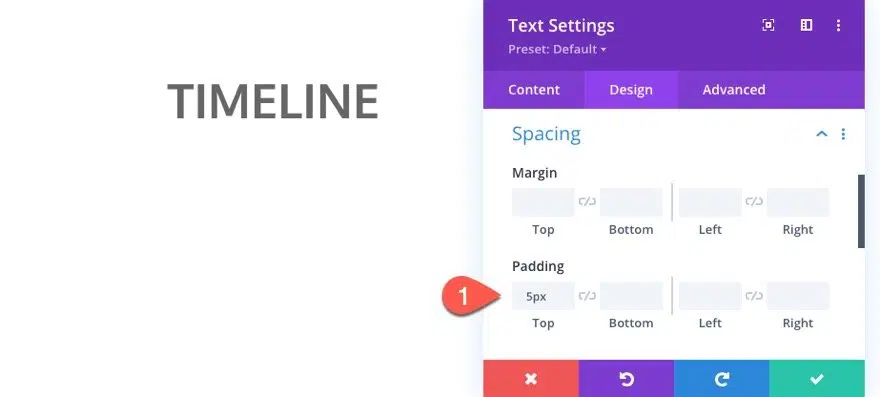 Text Settings
Preset: Default
TIMELINE
Content Design Advanced
Spacing
Margin
Top Bottom Left Right
Padding
1
5px
Top Bottom Left Right